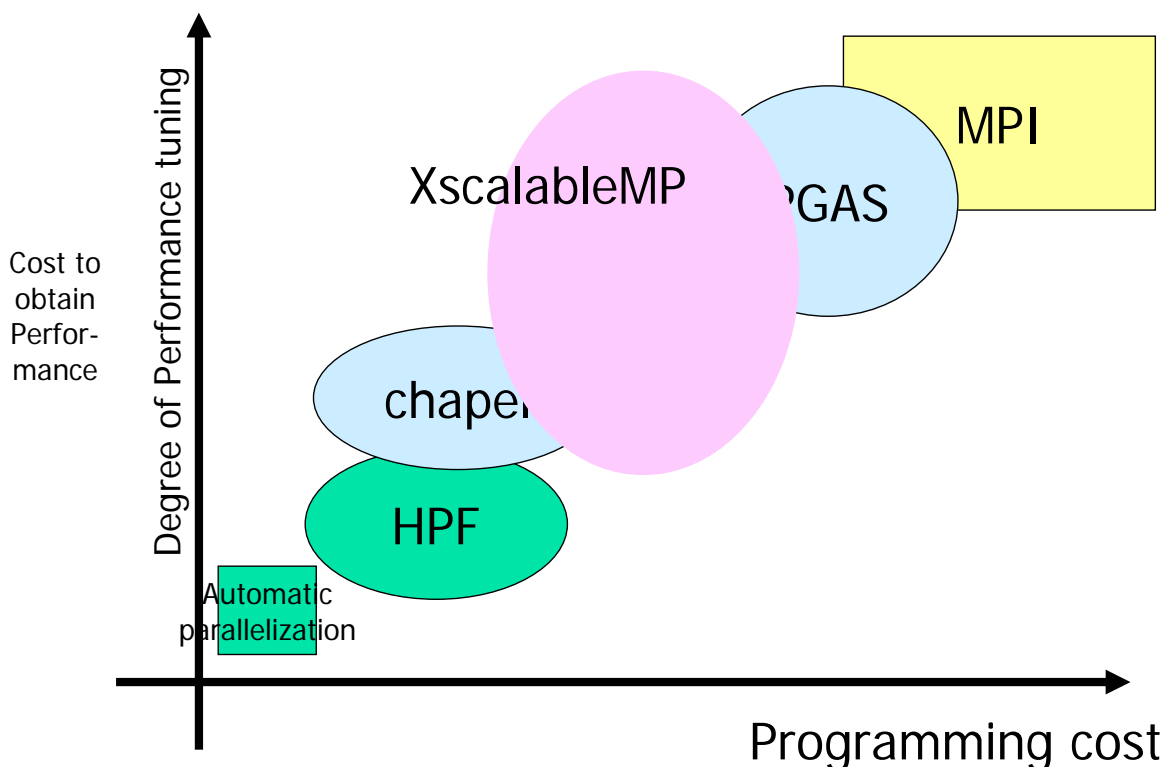 Degree of Performance tuning
Cost to
obtain
Perfor-
mance
MPI
XscalableMP
PGAS
chapel
HPF
Automatic
parallelization
Programming cost